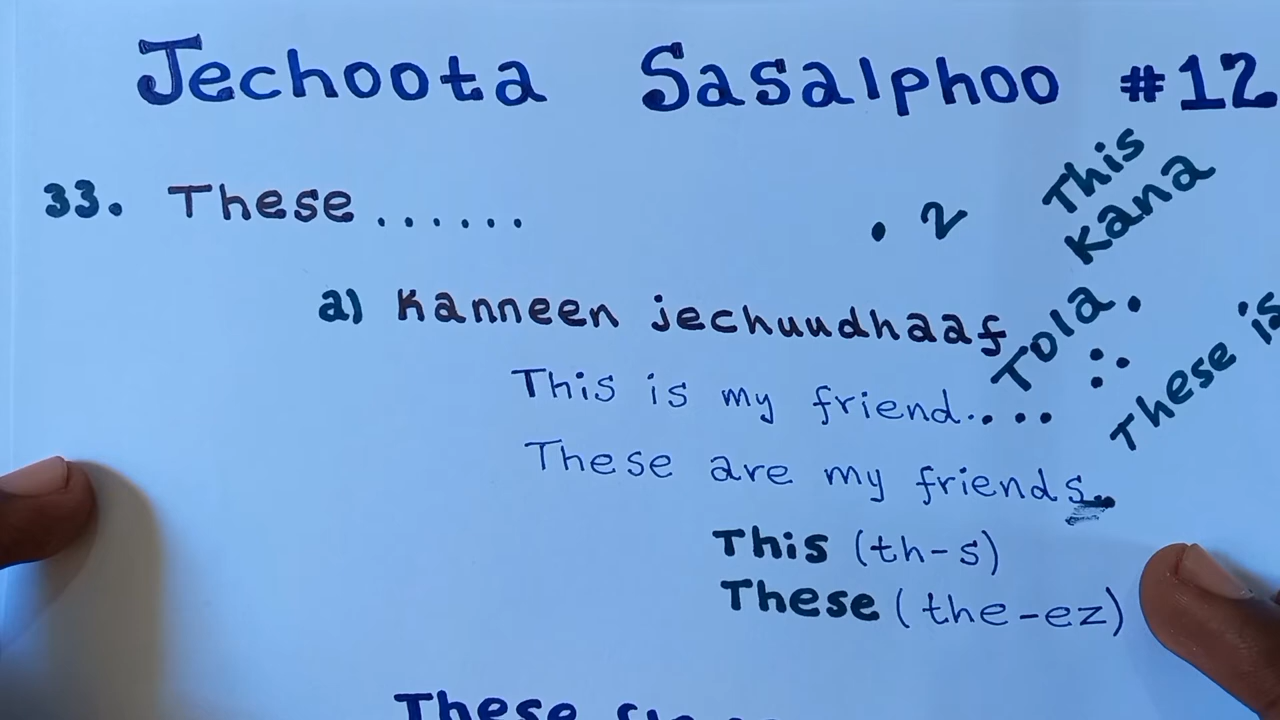 Jechoota Sasalphoo #12
33. These ......
. 2
This
Kana
a) Kanneen jechuudhaaf
Tola.
These is
This is my friend....
These are my friends
This (th-s)
These (the-ez)
These